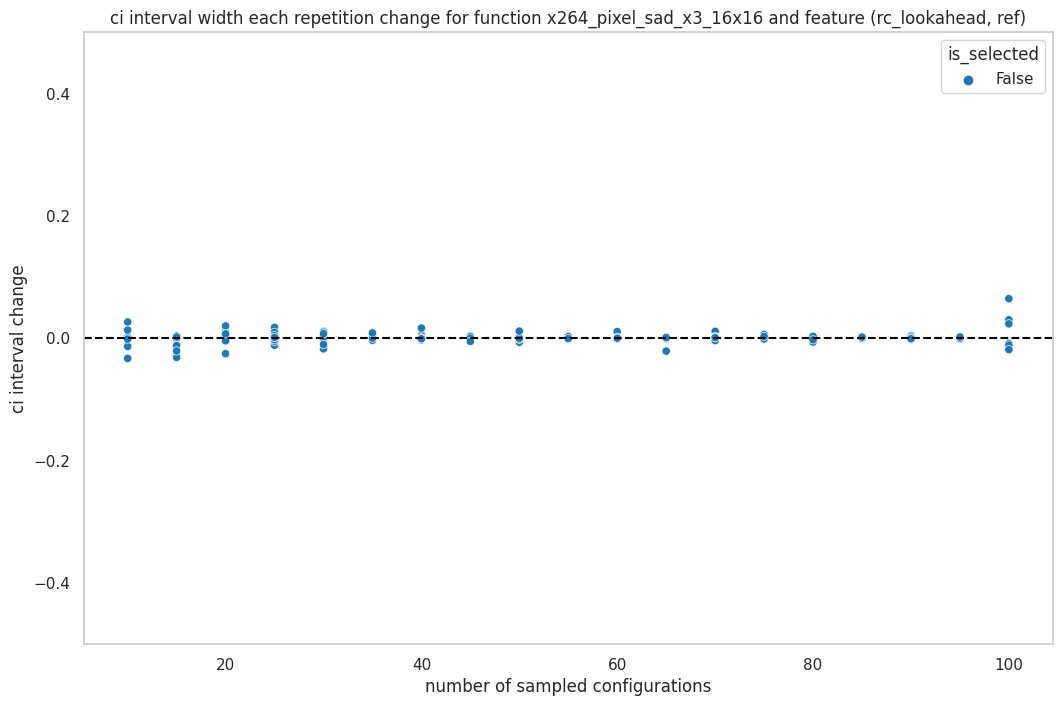 ci interval width each repetition change for function x264_pixel_sad_x3_16x16 and feature (rc_lookahead, ref)
is_selected
False
0.4
0.2
0.0
−0.2
−0.4
ci interval change
20
40
60
80
100
number of sampled configurations